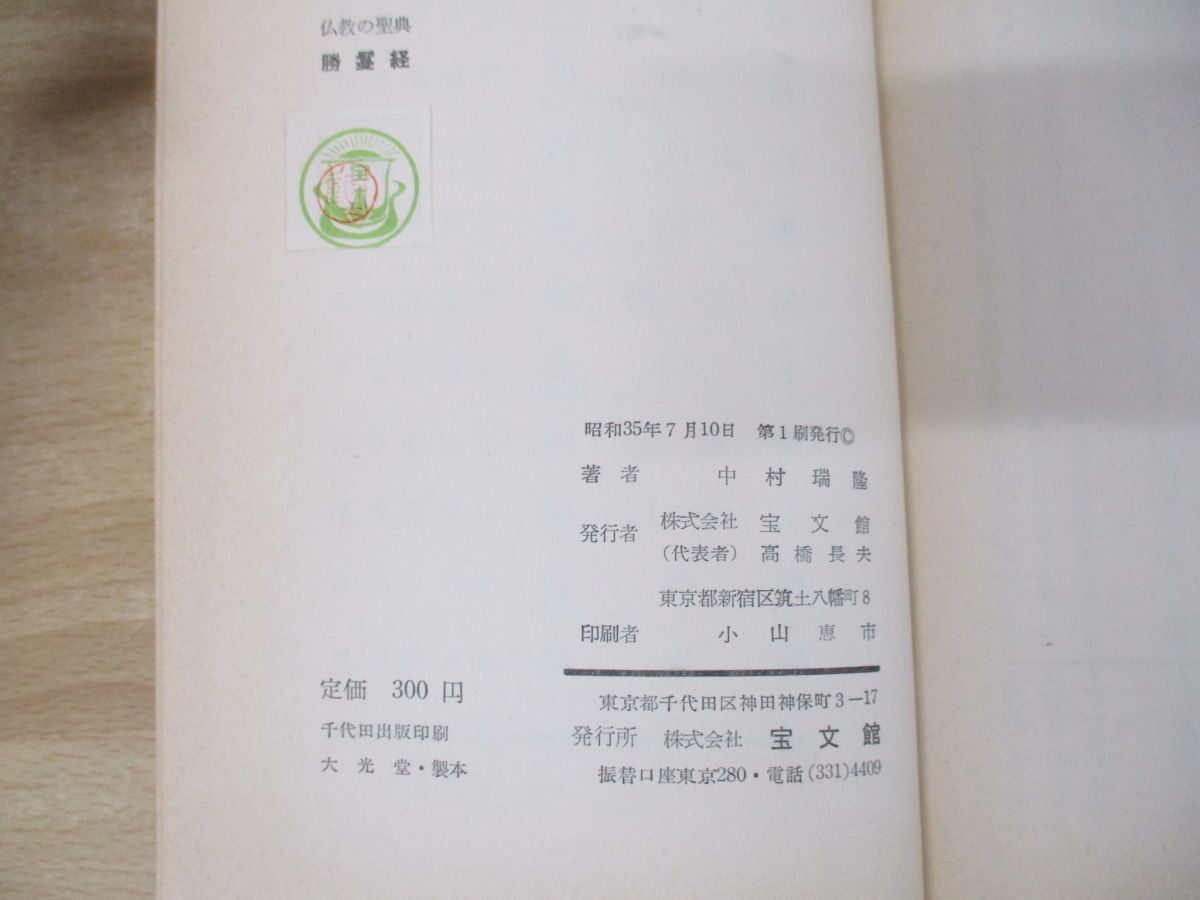 仏教の聖典
勝鬘経
昭和35年7月10日 第1刷発行©
著者 中村瑞隆
発行者 株式会社 宝文館
（代表者） 高橋長夫
東京都新宿区筑土八幡町8
印刷者 小山恵市
定価 300円
千代田出版印刷
大光堂・製本
東京都千代田区神田神保町3−17
発行所 株式会社 宝文館
振替口座東京280・電話(331)4409